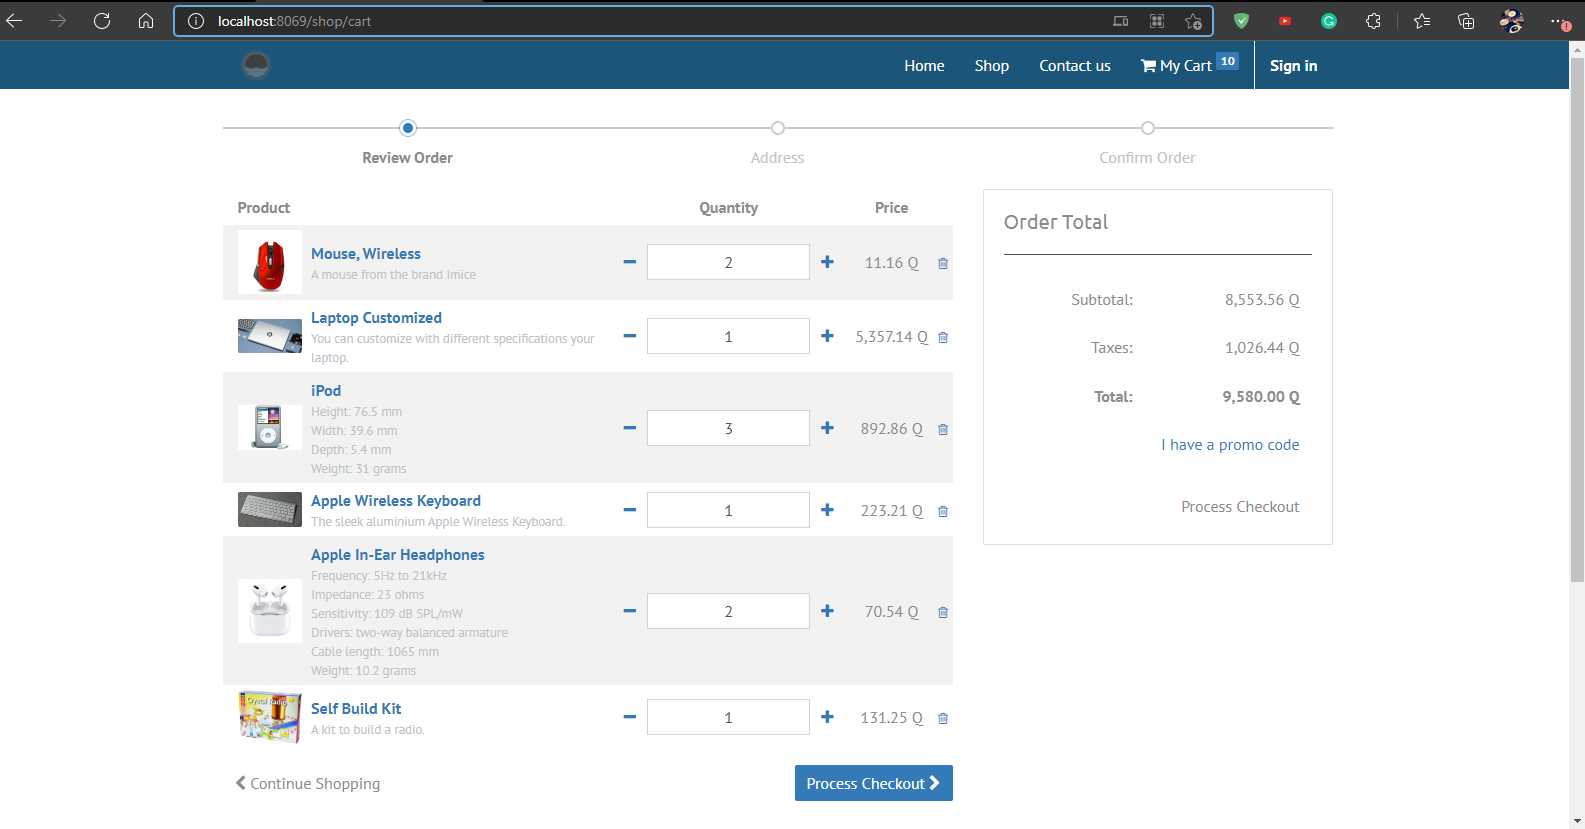 localhost:8069/shop/cart
Home Shop Contact us My Cart 10 Sign in
Review Order Address Confirm Order
Product Quantity Price
Mouse, Wireless
A mouse from the brand Imice
2 11.16 Q
Laptop Customized
You can customize with different specifications your
laptop.
1 5,357.14 Q
iPod
Height: 76.5 mm
Width: 39.6 mm
Depth: 5.4 mm
Weight: 31 grams
3 892.86 Q
Apple Wireless Keyboard
The sleek aluminium Apple Wireless Keyboard.
1 223.21 Q
Apple In-Ear Headphones
Frequency: 5Hz to 21kHz
Impedance: 23 ohms
Sensitivity: 109 dB SPL/mW
Drivers: two-way balanced armature
Cable length: 1065 mm
Weight: 10.2 grams
2 70.54 Q
Crystal Radio
Self Build Kit
A kit to build a radio.
1 131.25 Q
Continue Shopping Process Checkout
Order Total
Subtotal: 8,553.56 Q
Taxes: 1,026.44 Q
Total: 9,580.00 Q
I have a promo code
Process Checkout